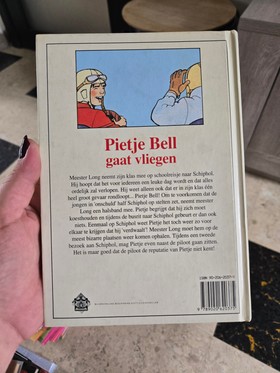 Pietje Bell
gaat vliegen
Meester Long neemt zijn klas mee op schoolreisje naar Schiphol.
Hij hoopt dat het voor iedereen een leuke dag wordt en dat alles
ordelijk zal verlopen. Hij weet alleen ook dat er in zijn klas één
heel groot gevaar rondloopt... Pietje Bell! Om te voorkomen dat de
jongen in 'onschuld' half Schiphol op stelten zet, neemt meester
Long een halsband mee. Pietje begrijpt dat hij zich moet
koesthouden en tijdens de busrit naar Schiphol gebeurt er dan ook
niets. Eenmaal op Schiphol weet Pietje het toch weer zo voor
elkaar te krijgen dat hij 'verdwaalt'! Meester Long moet hem op de
meest bizarre plaatsen weer komen ophalen. Tijdens een tweede
bezoek aan Schiphol, mag Pietje even naast de piloot gaan zitten.
Het is maar goed dat de piloot de reputatie van Pietje niet kent!